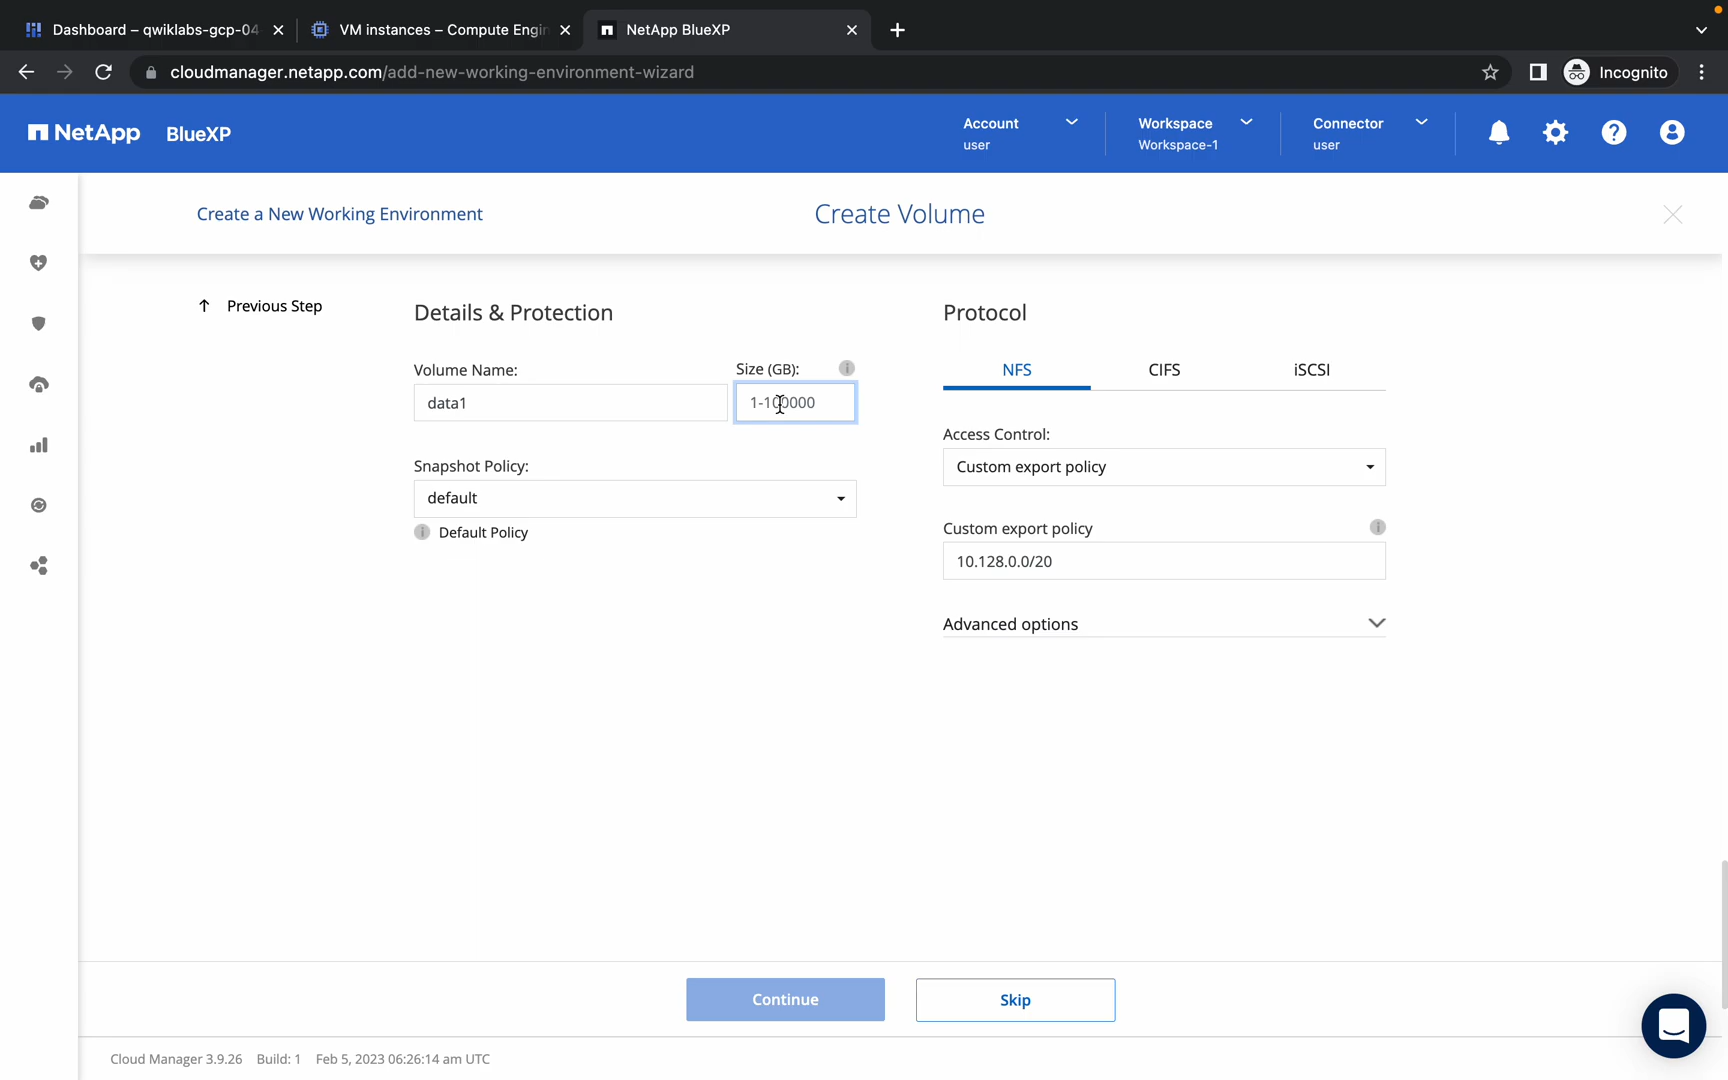 Dashboard – qwiklabs-gcp-04
VM instances – Compute Engin
NetApp BlueXP
cloudmanager.netapp.com/add-new-working-environment-wizard
Incognito
NetApp BlueXP
Account
user
Workspace
Workspace-1
Connector
user
Create a New Working Environment
Create Volume
Previous Step
Details & Protection
Protocol
Volume Name:
Size (GB):
NFS
CIFS
iSCSI
data1
1-100000
Access Control:
Custom export policy
Snapshot Policy:
default
Default Policy
Custom export policy
10.128.0.0/20
Advanced options
Continue
Skip
Cloud Manager 3.9.26 Build: 1 Feb 5, 2023 06:26:14 am UTC